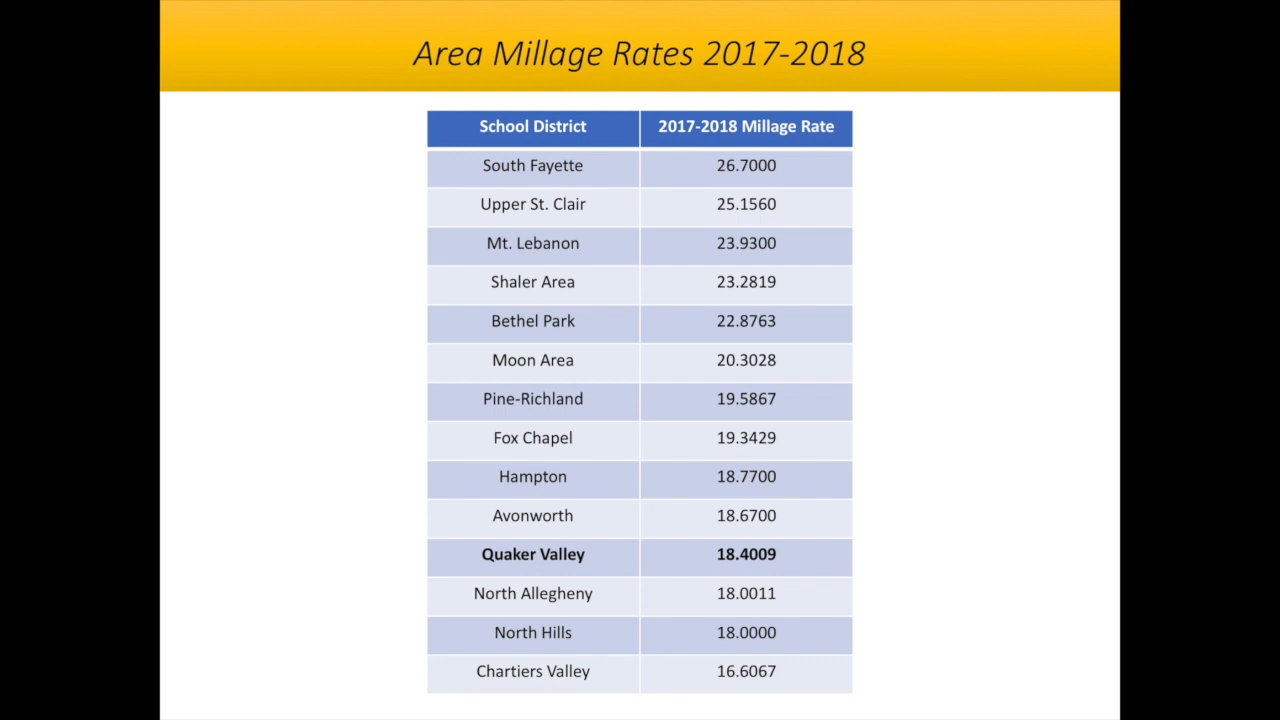 Area Millage Rates 2017-2018
School District 2017-2018 Millage Rate
South Fayette 26.7000
Upper St. Clair 25.1560
Mt. Lebanon 23.9300
Shaler Area 23.2819
Bethel Park 22.8763
Moon Area 20.3028
Pine-Richland 19.5867
Fox Chapel 19.3429
Hampton 18.7700
Avonworth 18.6700
Quaker Valley 18.4009
North Allegheny 18.0011
North Hills 18.0000
Chartiers Valley 16.6067